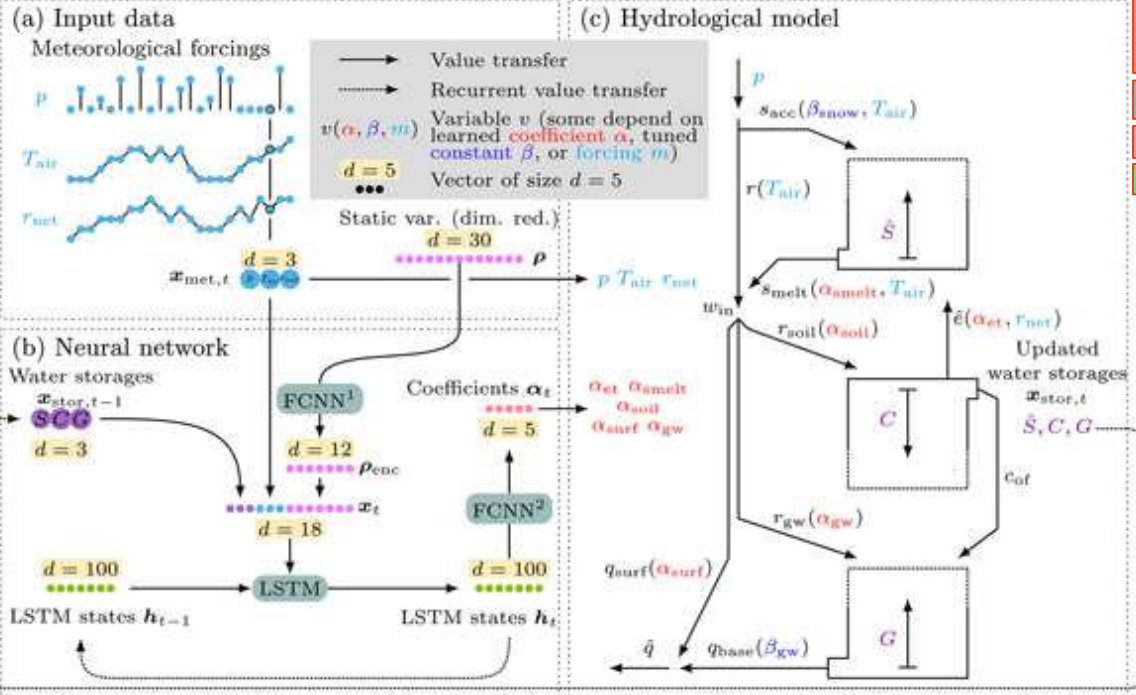 (a) Input data
Meteorological forcings
p
T_air
r_net
Value transfer
Recurrent value transfer
v(α, β, m) Variable v (some depend on
learned coefficient α, tuned
constant β, or forcing m)
d = 5
Vector of size d = 5
Static var. (dim. red.)
d = 30
ρ
d = 3
x_met,t
p T_air r_net
(b) Neural network
Water storages
x_stor,t−1
S C G
d = 3
FCNN¹
d = 12
ρ_enc
x_t
d = 18
Coefficients α_t
d = 5
α_et α_smelt
α_soil
α_surf α_gw
FCNN²
d = 100
LSTM
d = 100
LSTM states h_t−1
LSTM states h_t
(c) Hydrological model
p
s_acc(β_snow, T_air)
r(T_air)
Ŝ
s_melt(α_smelt, T_air)
w_in
r_soil(α_soil)
ê(α_et, r_net)
Updated
water storages
x_stor,t
Ŝ, C, G
C
c_of
r_gw(α_gw)
q_surf(α_surf)
G
q̂
q_base(β_gw)